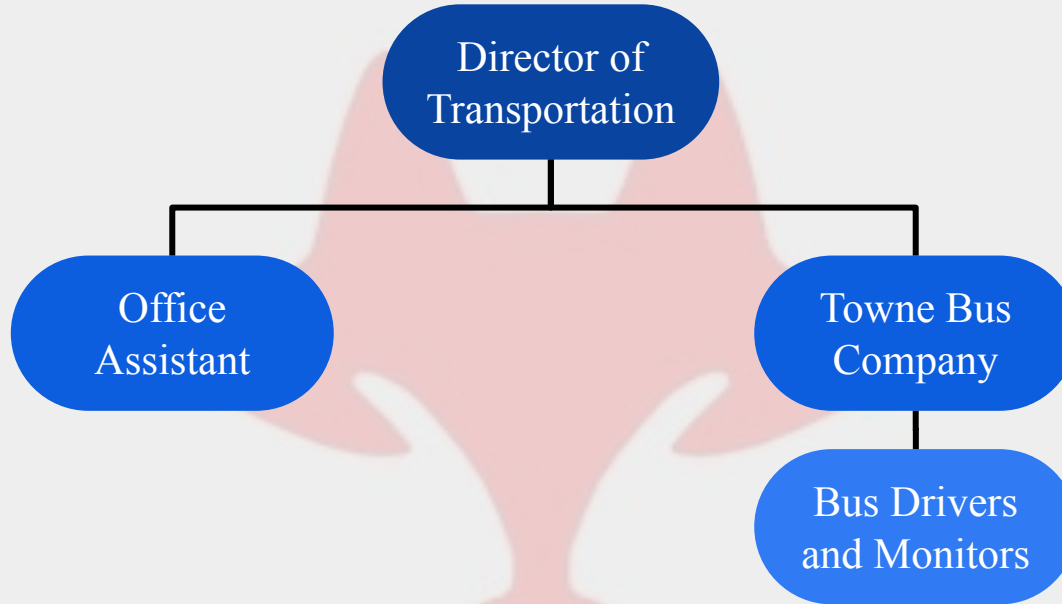 Director of
Transportation
Office
Assistant
Towne Bus
Company
Bus Drivers
and Monitors